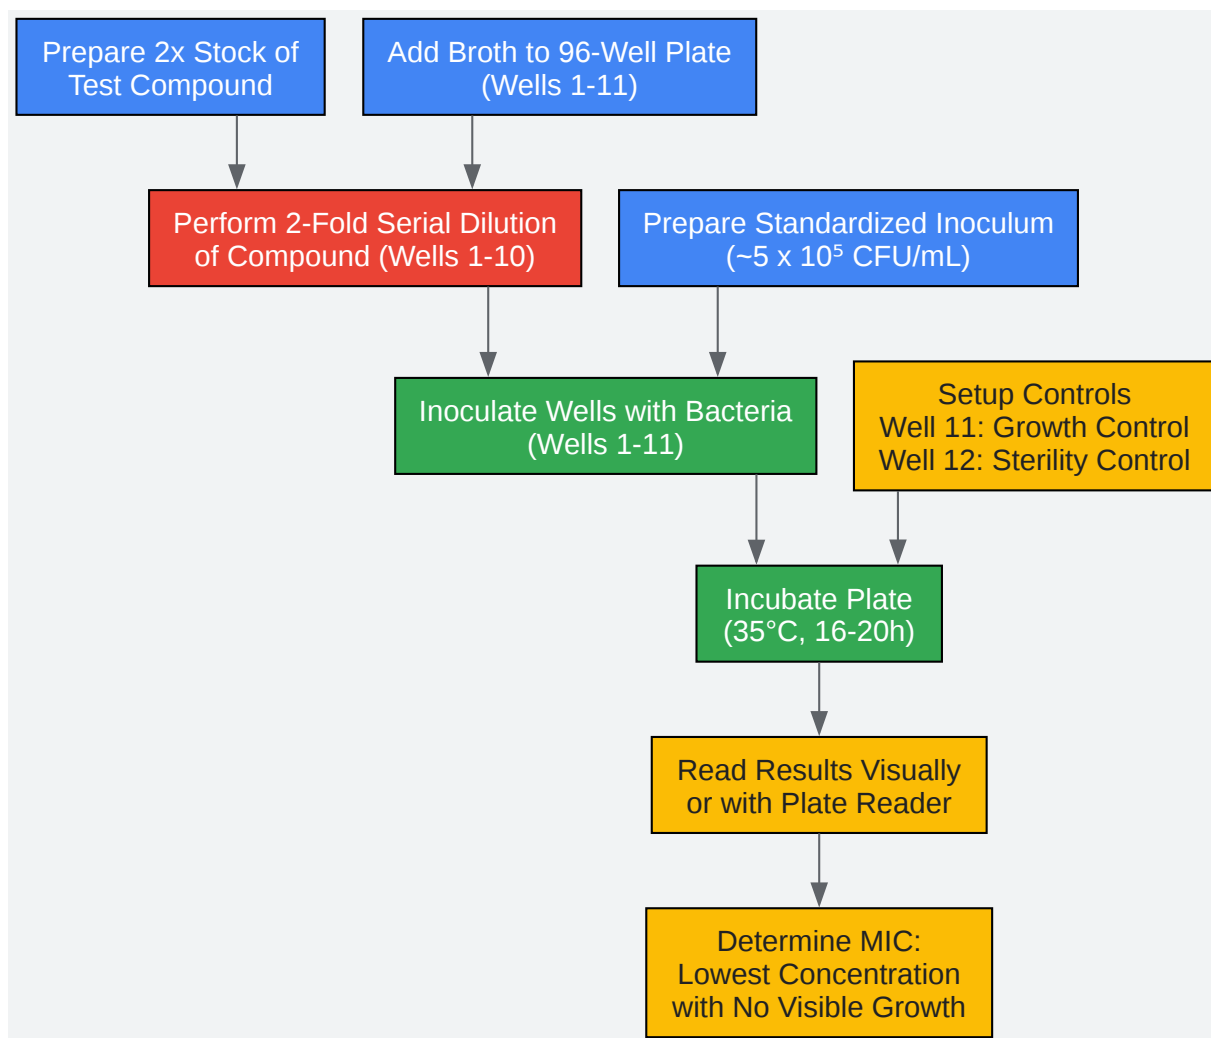 Prepare 2x Stock of
Test Compound
Add Broth to 96-Well Plate
(Wells 1-11)
Perform 2-Fold Serial Dilution
of Compound (Wells 1-10)
Prepare Standardized Inoculum
(~5 x 10⁵ CFU/mL)
Inoculate Wells with Bacteria
(Wells 1-11)
Setup Controls
Well 11: Growth Control
Well 12: Sterility Control
Incubate Plate
(35°C, 16-20h)
Read Results Visually
or with Plate Reader
Determine MIC:
Lowest Concentration
with No Visible Growth